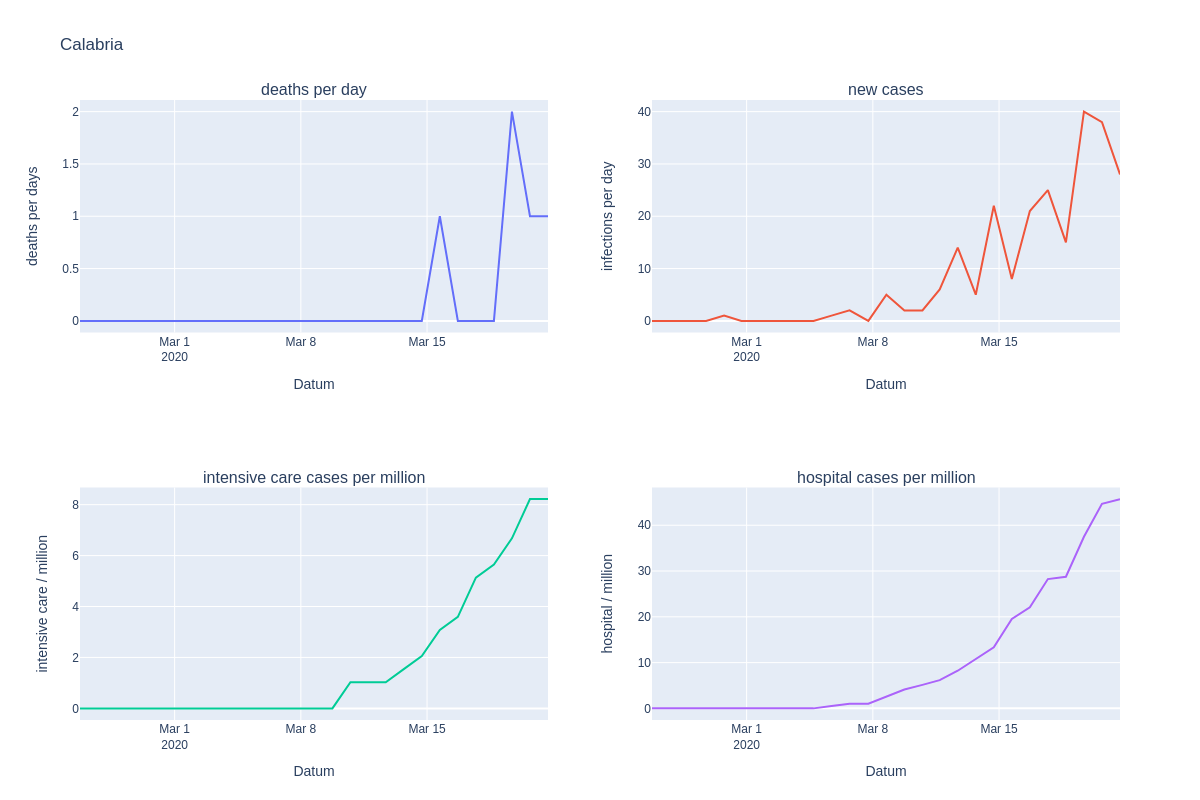 Calabria
deaths per day
deaths per days
2
1.5
1
0.5
0
Mar 1
2020
Mar 8
Mar 15
Datum
new cases
infections per day
40
30
20
10
0
Mar 1
2020
Mar 8
Mar 15
Datum
intensive care cases per million
intensive care / million
8
6
4
2
0
Mar 1
2020
Mar 8
Mar 15
Datum
hospital cases per million
hospital / million
40
30
20
10
0
Mar 1
2020
Mar 8
Mar 15
Datum